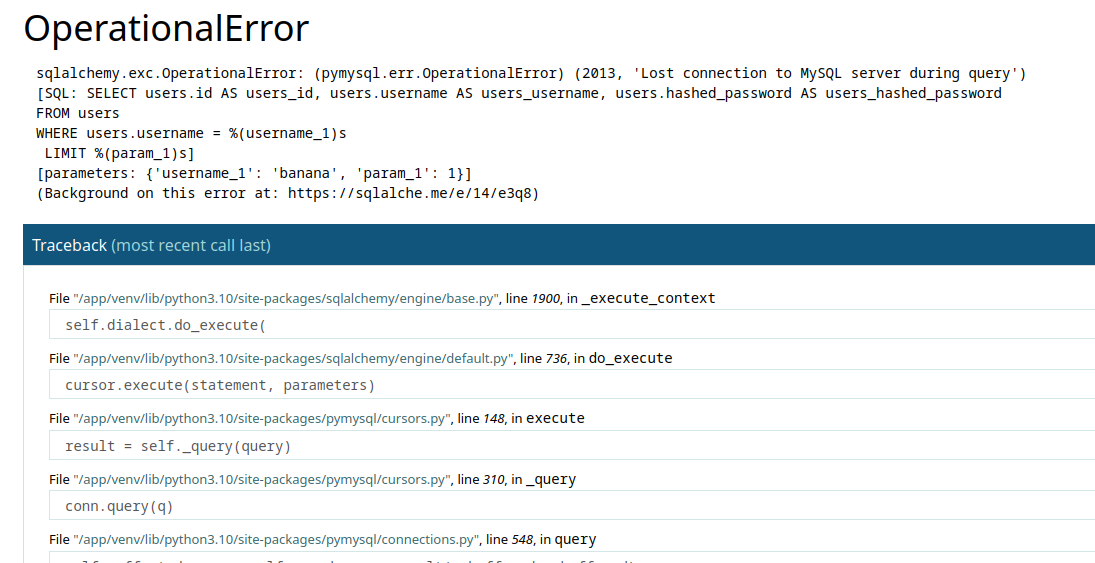 OperationalError
sqlalchemy.exc.OperationalError: (pymysql.err.OperationalError) (2013, 'Lost connection to MySQL server during query')
[SQL: SELECT users.id AS users_id, users.username AS users_username, users.hashed_password AS users_hashed_password
FROM users
WHERE users.username = %(username_1)s
 LIMIT %(param_1)s]
[parameters: {'username_1': 'banana', 'param_1': 1}]
(Background on this error at: https://sqlalche.me/e/14/e3q8)
Traceback (most recent call last)
File "/app/venv/lib/python3.10/site-packages/sqlalchemy/engine/base.py", line 1900, in _execute_context
self.dialect.do_execute(
File "/app/venv/lib/python3.10/site-packages/sqlalchemy/engine/default.py", line 736, in do_execute
cursor.execute(statement, parameters)
File "/app/venv/lib/python3.10/site-packages/pymysql/cursors.py", line 148, in execute
result = self._query(query)
File "/app/venv/lib/python3.10/site-packages/pymysql/cursors.py", line 310, in _query
conn.query(q)
File "/app/venv/lib/python3.10/site-packages/pymysql/connections.py", line 548, in query